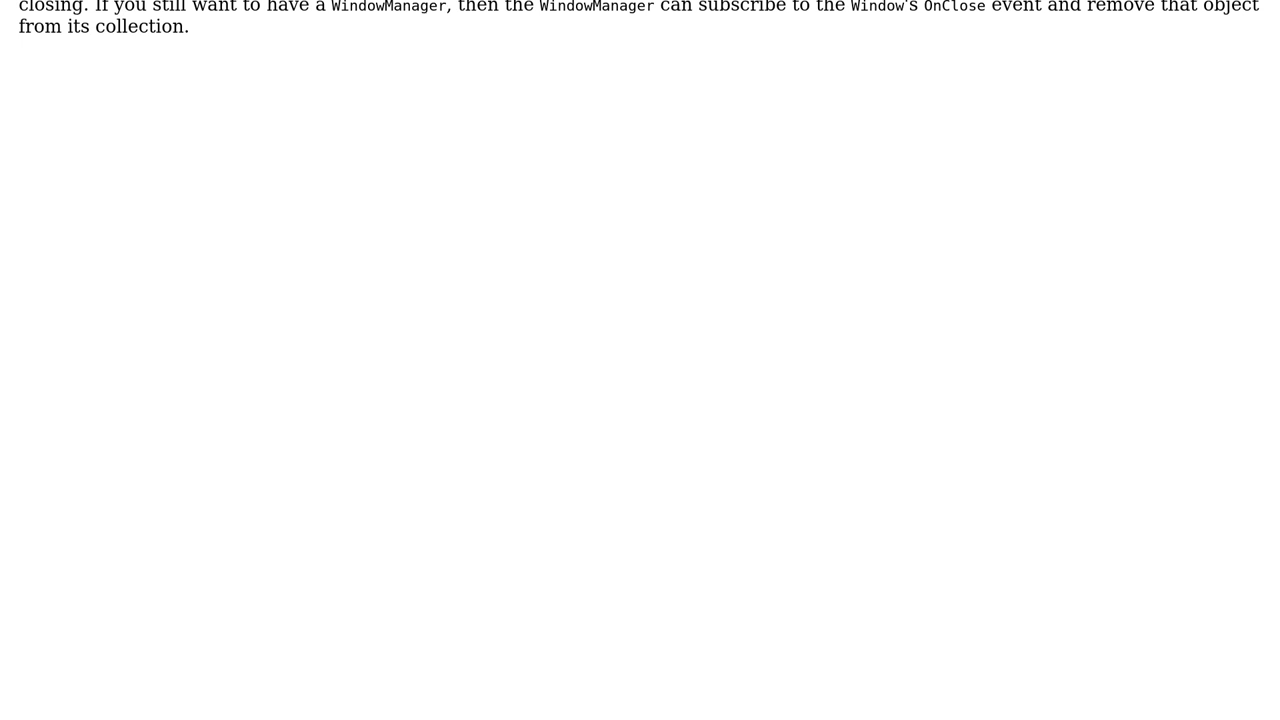 closing. If you still want to have a WindowManager, then the WindowManager can subscribe to the Window's OnClose event and remove that object
from its collection.